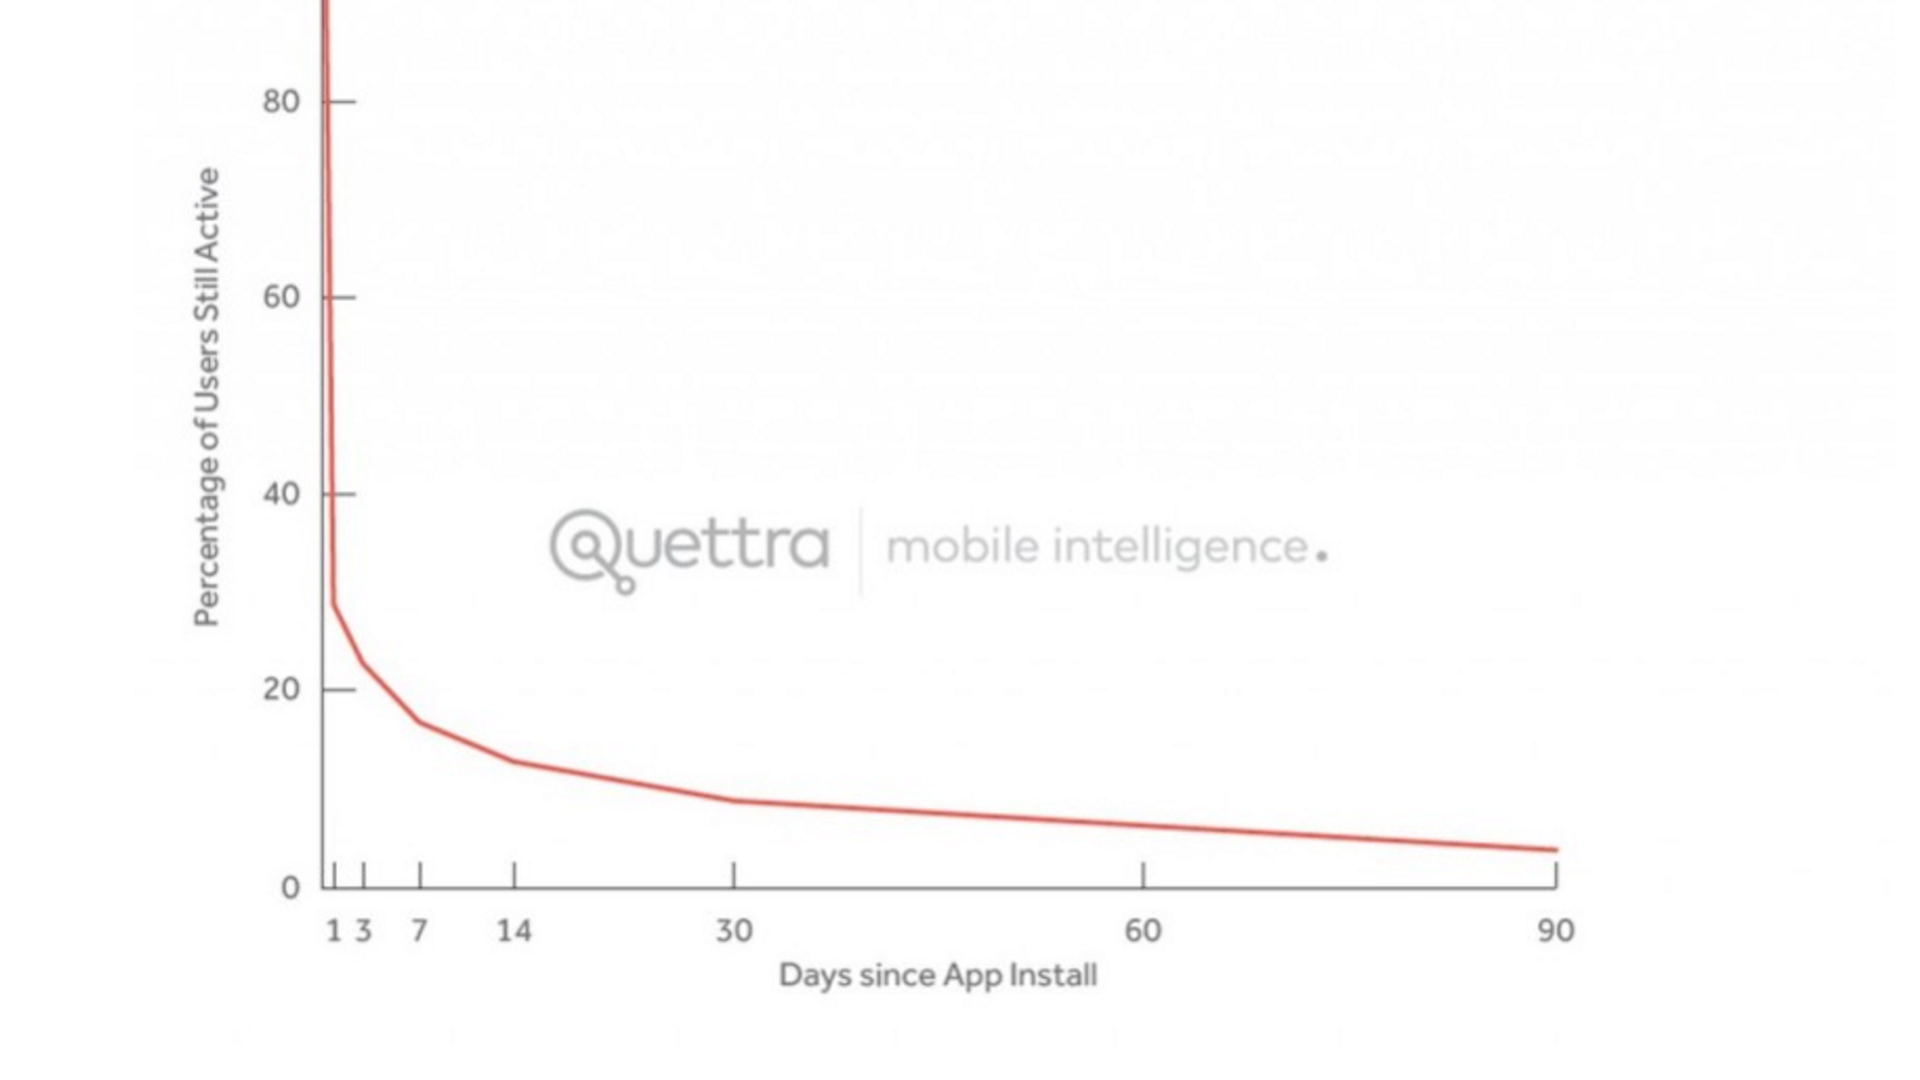 80
60
40
20
0
Percentage of Users Still Active
Quettra mobile intelligence.
1 3 7 14 30 60 90
Days since App Install